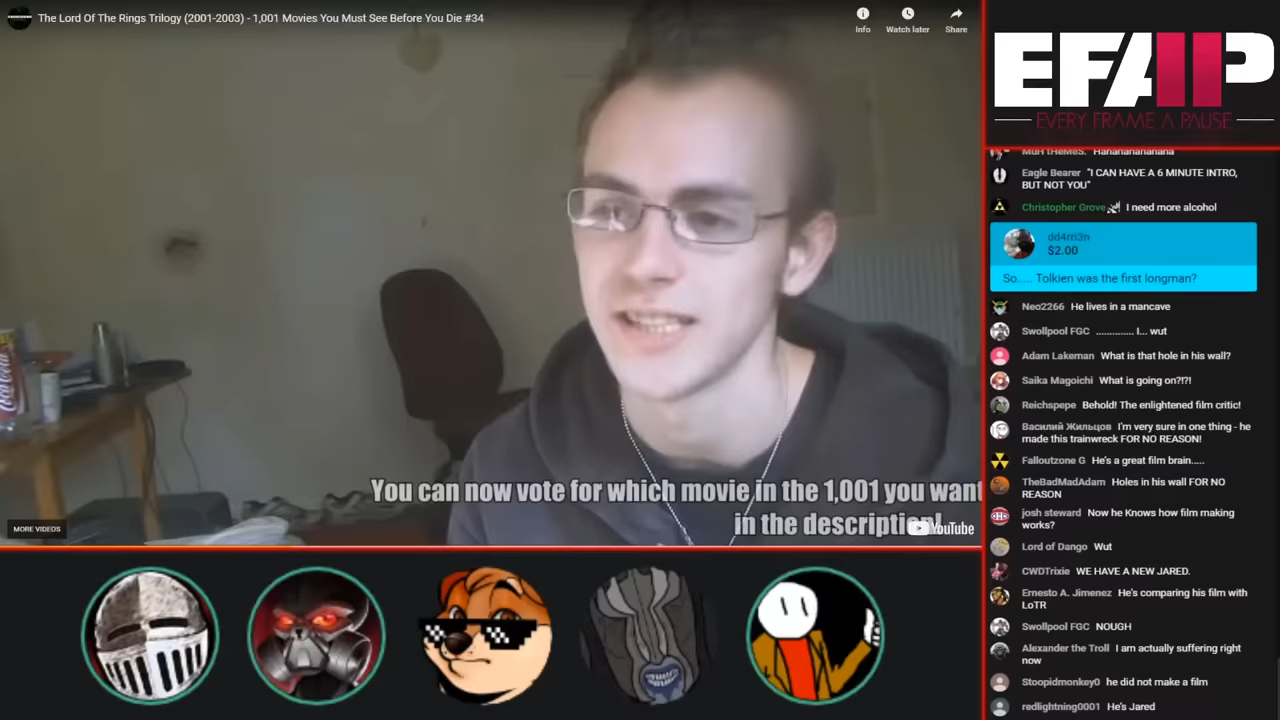 The Lord Of The Rings Trilogy (2001-2003) - 1,001 Movies You Must See Before You Die #34
Info
Watch later
Share
Coca-Cola
You can now vote for which movie in the 1,001 you want
in the description!
YouTube
MORE VIDEOS
EFAP
EVERY FRAME A PAUSE
MuH tHeMeS. Hahahahahahaha
Eagle Bearer "I CAN HAVE A 6 MINUTE INTRO,
BUT NOT YOU"
Christopher Grove I need more alcohol
dd4rri3n
$2.00
So.... Tolkien was the first longman?
Neo2266 He lives in a mancave
Swollpool FGC .............. I... wut
Adam Lakeman What is that hole in his wall?
Saika Magoichi What is going on?!?!
Reichspepe Behold! The enlightened film critic!
Василий Жильцов I'm very sure in one thing - he
made this trainwreck FOR NO REASON!
Falloutzone G He's a great film brain.....
TheBadMadAdam Holes in his wall FOR NO
REASON
josh steward Now he Knows how film making
works?
Lord of Dango Wut
CWDTrixie WE HAVE A NEW JARED.
Ernesto A. Jimenez He's comparing his film with
LoTR
Swollpool FGC NOUGH
Alexander the Troll I am actually suffering right
now
Stoopidmonkey0 he did not make a film
redlightning0001 He's Jared